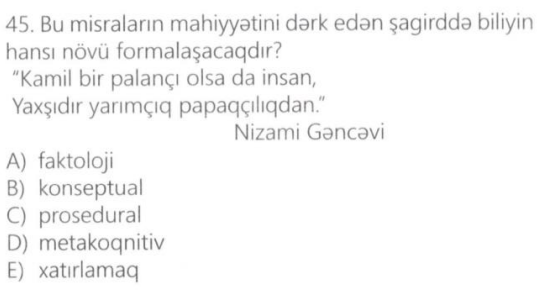 45. Bu misraların mahiyyətini dərk edən şagirddə biliyin
hansı növü formalaşacaqdır?
"Kamil bir palançı olsa da insan,
Yaxşıdır yarımçıq papaqçılıqdan."
Nizami Gəncəvi
A) faktoloji
B) konseptual
C) prosedural
D) metakoqnitiv
E) xatırlamaq